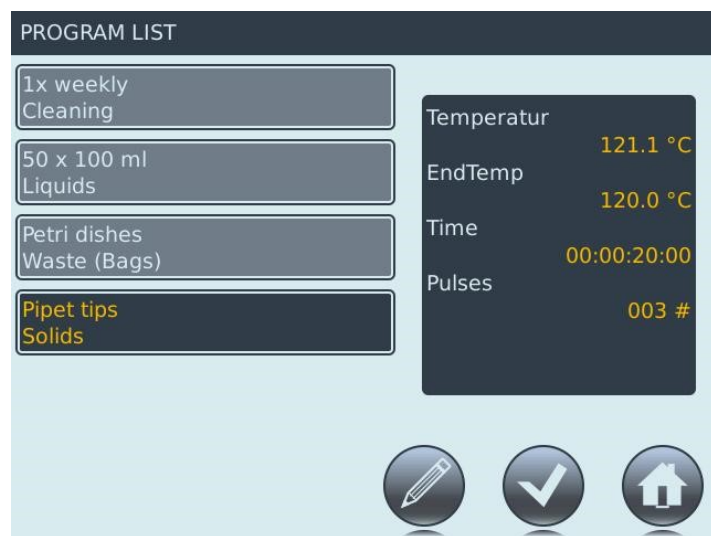 PROGRAM LIST
1x weekly
Cleaning
50 x 100 ml
Liquids
Petri dishes
Waste (Bags)
Pipet tips
Solids
Temperatur
121.1 °C
EndTemp
120.0 °C
Time
00:00:20:00
Pulses
003 #